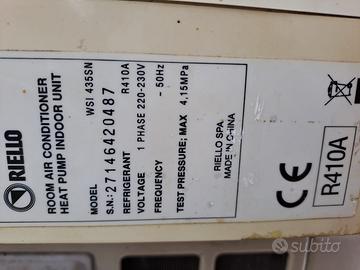 RIELLO
ROOM AIR CONDITIONER
HEAT PUMP INDOOR UNIT
MODEL WSI 435SN
S.N.: 27146420487
REFRIGERANT R410A
VOLTAGE 1 PHASE 220-230V
FREQUENCY ~ 50Hz
TEST PRESSURE; MAX 4,15MPa
RIELLO SPA
MADE IN CHINA
CE
R410A
subito